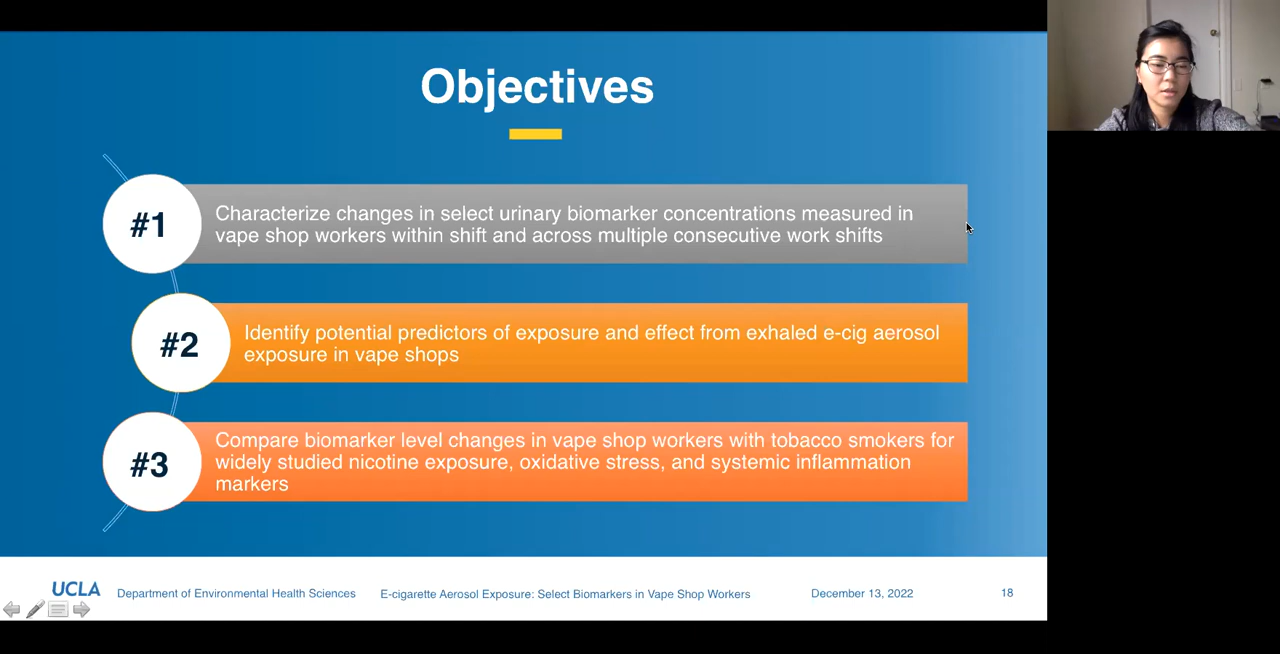 Objectives
#1
Characterize changes in select urinary biomarker concentrations measured in
vape shop workers within shift and across multiple consecutive work shifts
#2
Identify potential predictors of exposure and effect from exhaled e-cig aerosol
exposure in vape shops
#3
Compare biomarker level changes in vape shop workers with tobacco smokers for
widely studied nicotine exposure, oxidative stress, and systemic inflammation
markers
UCLA Department of Environmental Health Sciences E-cigarette Aerosol Exposure: Select Biomarkers in Vape Shop Workers December 13, 2022 18